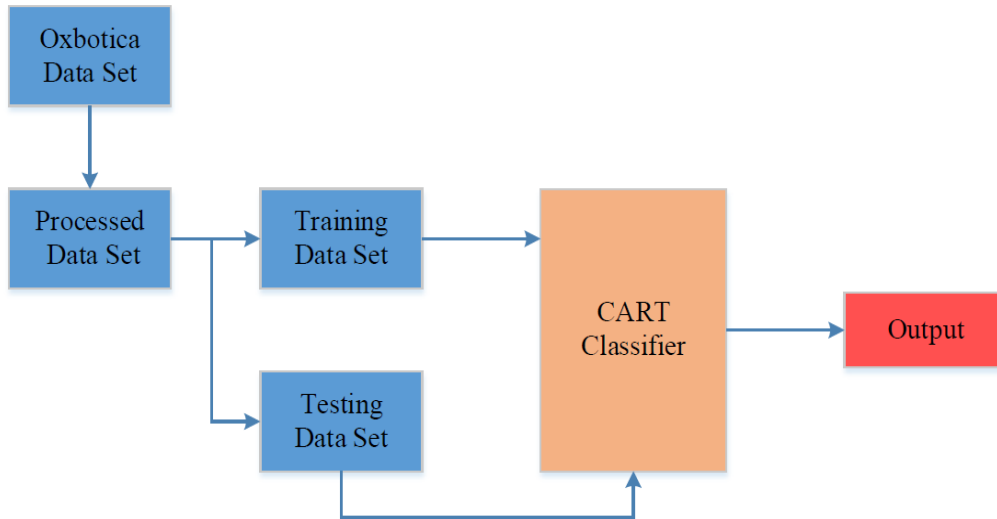 Oxbotica
Data Set
Processed
Data Set
Training
Data Set
CART
Classifier
Output
Testing
Data Set